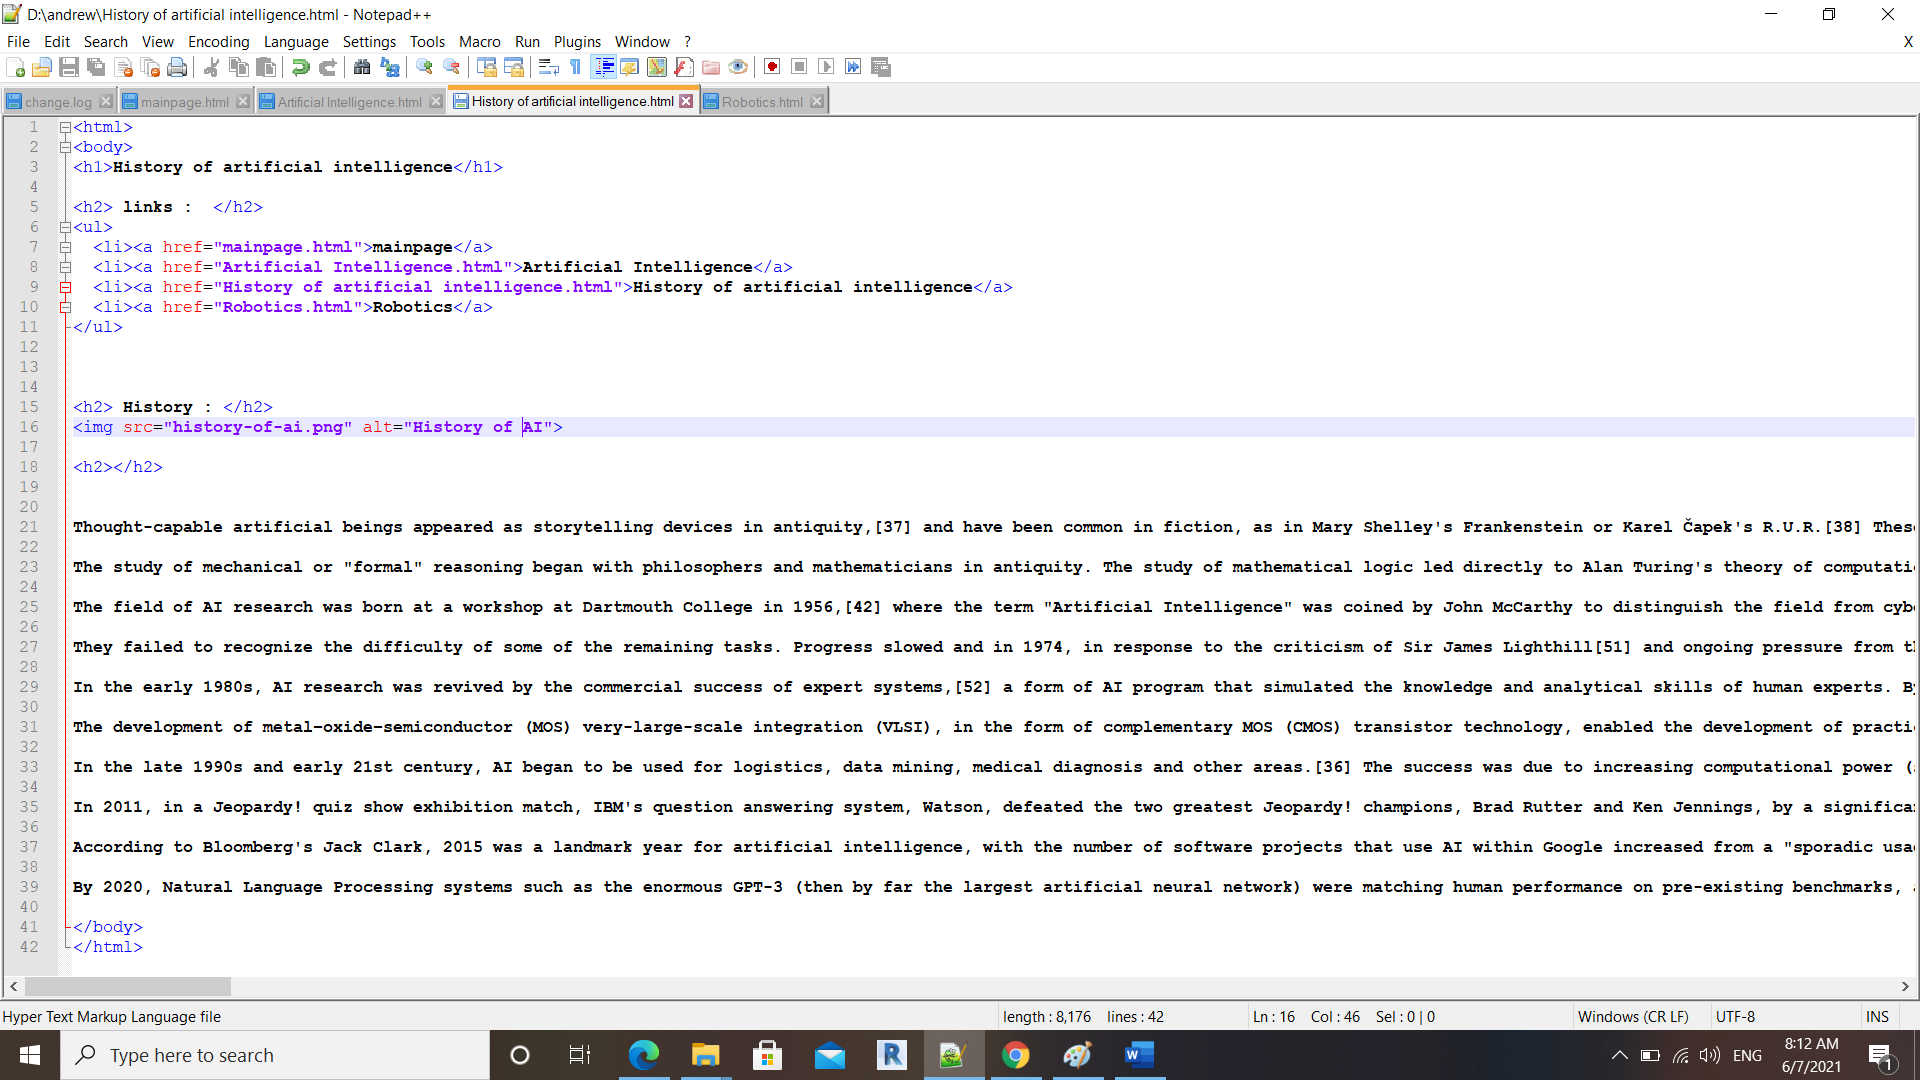 D:\andrew\History of artificial intelligence.html - Notepad++
File Edit Search View Encoding Language Settings Tools Macro Run Plugins Window ? X
change.log mainpage.html Artificial Intelligence.html History of artificial intelligence.html Robotics.html
1 <html>
2 <body>
3 <h1>History of artificial intelligence</h1>
4
5 <h2> links :  </h2>
6 <ul>
7 <li><a href="mainpage.html">mainpage</a>
8 <li><a href="Artificial Intelligence.html">Artificial Intelligence</a>
9 <li><a href="History of artificial intelligence.html">History of artificial intelligence</a>
10 <li><a href="Robotics.html">Robotics</a>
11 </ul>
12
13
14
15 <h2> History : </h2>
16 <img src="history-of-ai.png" alt="History of AI">
17
18 <h2></h2>
19
20
21 Thought-capable artificial beings appeared as storytelling devices in antiquity,[37] and have been common in fiction, as in Mary Shelley's Frankenstein or Karel Čapek's R.U.R.[38] These
22
23 The study of mechanical or "formal" reasoning began with philosophers and mathematicians in antiquity. The study of mathematical logic led directly to Alan Turing's theory of computati
24
25 The field of AI research was born at a workshop at Dartmouth College in 1956,[42] where the term "Artificial Intelligence" was coined by John McCarthy to distinguish the field from cybe
26
27 They failed to recognize the difficulty of some of the remaining tasks. Progress slowed and in 1974, in response to the criticism of Sir James Lighthill[51] and ongoing pressure from
28
29 In the early 1980s, AI research was revived by the commercial success of expert systems,[52] a form of AI program that simulated the knowledge and analytical skills of human experts. By
30
31 The development of metal–oxide–semiconductor (MOS) very-large-scale integration (VLSI), in the form of complementary MOS (CMOS) transistor technology, enabled the development of practi
32
33 In the late 1990s and early 21st century, AI began to be used for logistics, data mining, medical diagnosis and other areas.[36] The success was due to increasing computational power (
34
35 In 2011, in a Jeopardy! quiz show exhibition match, IBM's question answering system, Watson, defeated the two greatest Jeopardy! champions, Brad Rutter and Ken Jennings, by a significa
36
37 According to Bloomberg's Jack Clark, 2015 was a landmark year for artificial intelligence, with the number of software projects that use AI within Google increased from a "sporadic usa
38
39 By 2020, Natural Language Processing systems such as the enormous GPT-3 (then by far the largest artificial neural network) were matching human performance on pre-existing benchmarks,
40
41 </body>
42 </html>
Hyper Text Markup Language file length : 8,176 lines : 42 Ln : 16 Col : 46 Sel : 0 | 0 Windows (CR LF) UTF-8 INS
Type here to search ENG 8:12 AM
6/7/2021 1